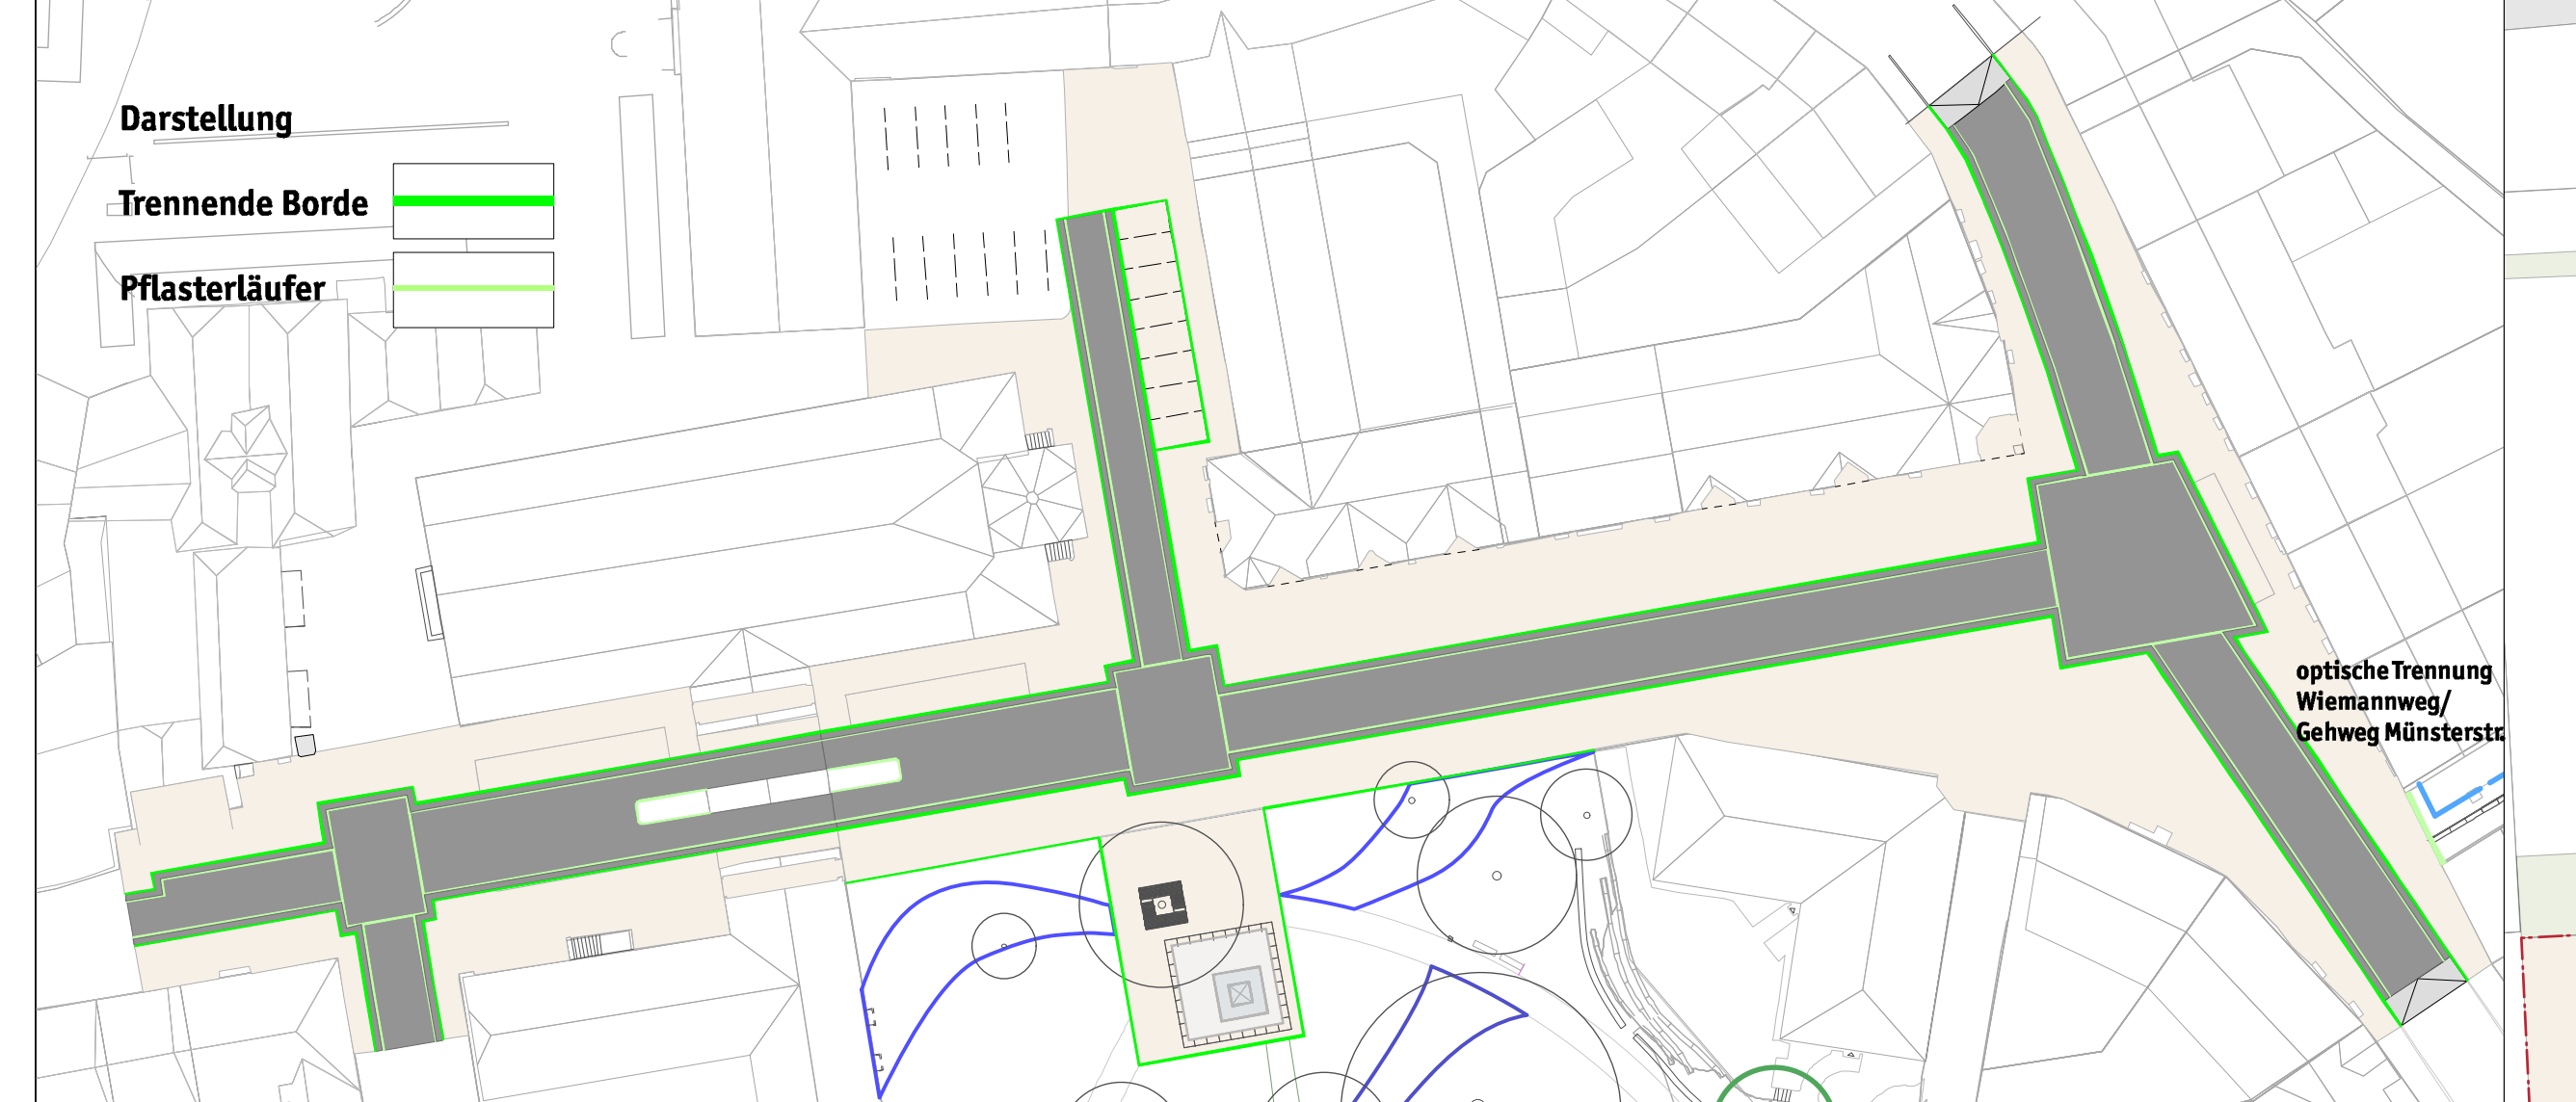 Darstellung
Trennende Borde
Pflasterläufer
optische Trennung
Wiemannweg/
Gehweg Münsterstr.